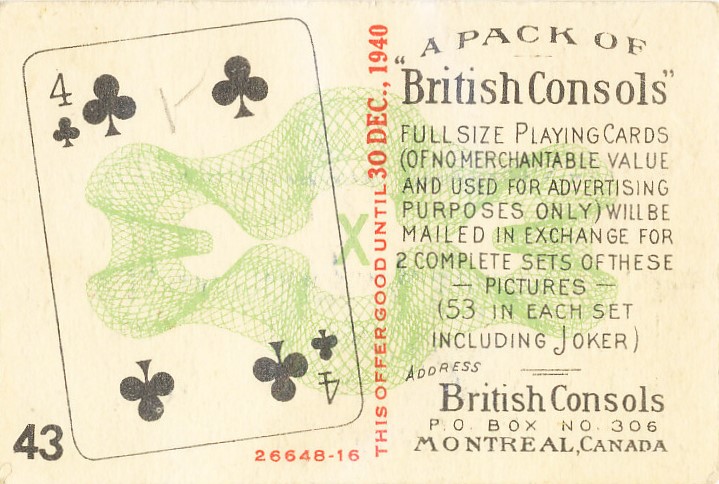 4
43
4
26648-16
THIS OFFER GOOD UNTIL 30 DEC., 1940
X
A PACK OF
"British Consols"
FULL SIZE PLAYING CARDS
(OF NO MERCHANTABLE VALUE
AND USED FOR ADVERTISING
PURPOSES ONLY) WILL BE
MAILED IN EXCHANGE FOR
2 COMPLETE SETS OF THESE
— PICTURES —
(53 IN EACH SET
INCLUDING JOKER)
ADDRESS
British Consols
P.O. BOX NO. 306
MONTREAL, CANADA